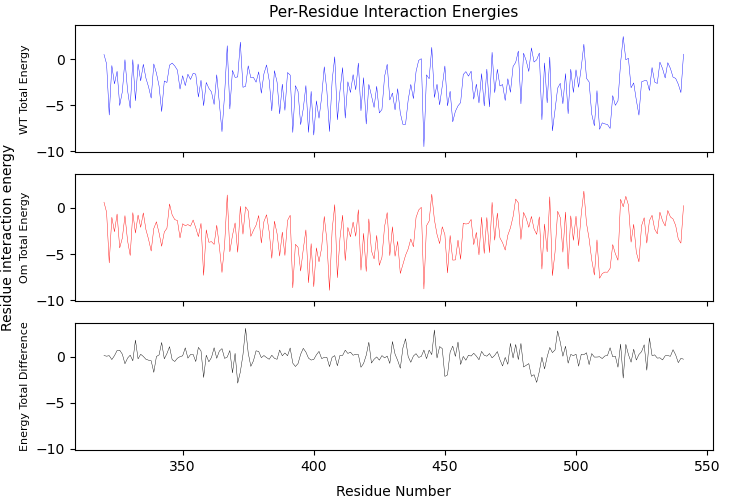 Per-Residue Interaction Energies
Residue interaction energy
WT Total Energy
0
−5
−10
Om Total Energy
0
−5
−10
Energy Total Difference
0
−5
−10
350 400 450 500 550
Residue Number